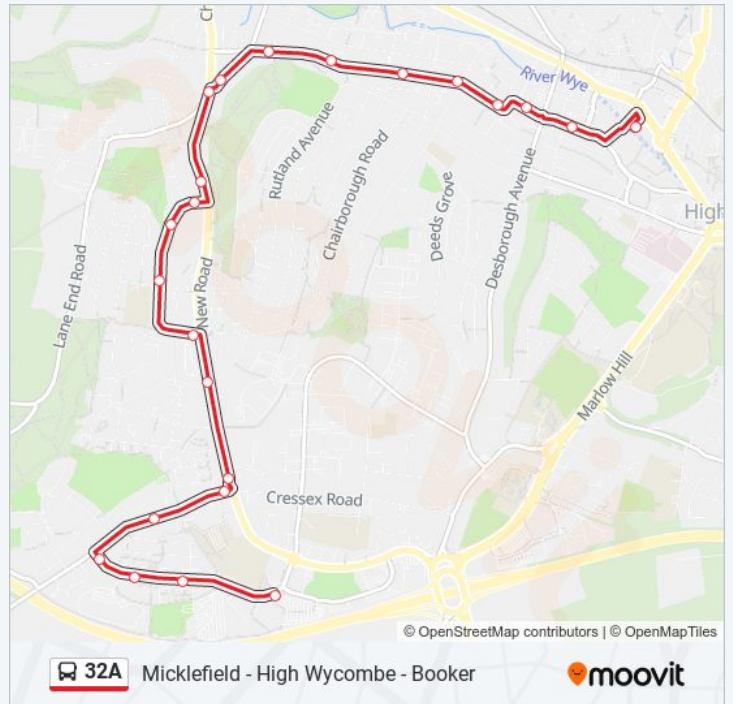 Ch
River Wye
Rutland Avenue
Chairborough Road
Deeds Grove
Desborough Avenue
High
Lane End Road
New Road
Marlow Hill
Cressex Road
© OpenStreetMap contributors | © OpenMapTiles
32A Micklefield - High Wycombe - Booker moovit